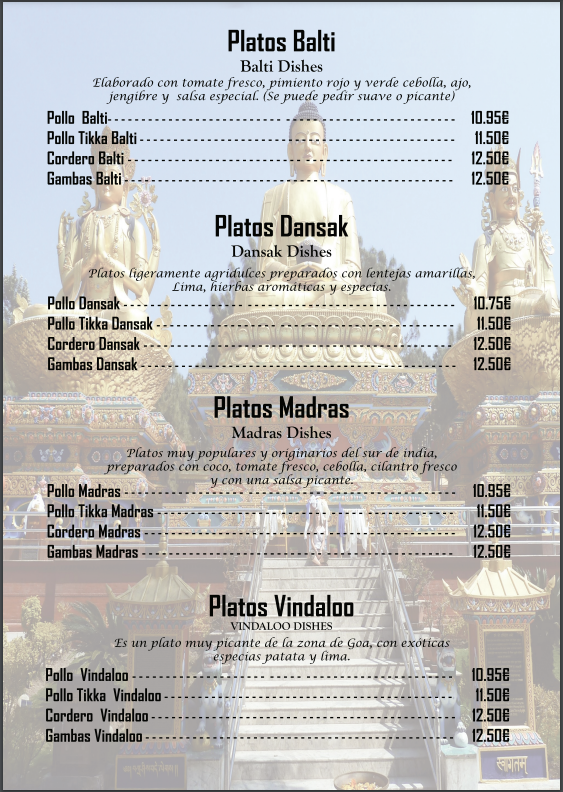 Platos Balti
Balti Dishes
Elaborado con tomate fresco, pimiento rojo y verde cebolla, ajo,
jengibre y salsa especial. (Se puede pedir suave o picante)
Pollo Balti - - - - - - - - - - - - - - - - - - - - 10.95€
Pollo Tikka Balti - - - - - - - - - - - - - - - - - - - - 11.50€
Cordero Balti - - - - - - - - - - - - - - - - - - - - 12.50€
Gambas Balti - - - - - - - - - - - - - - - - - - - - 12.50€
Platos Dansak
Dansak Dishes
Platos ligeramente agridulces preparados con lentejas amarillas,
Lima, hierbas aromáticas y especias.
Pollo Dansak - - - - - - - - - - - - - - - - - - - - 10.75€
Pollo Tikka Dansak - - - - - - - - - - - - - - - - - - - - 11.50€
Cordero Dansak - - - - - - - - - - - - - - - - - - - - 12.50€
Gambas Dansak - - - - - - - - - - - - - - - - - - - - 12.50€
Platos Madras
Madras Dishes
Platos muy populares y originarios del sur de india,
preparados con coco, tomate fresco, cebolla, cilantro fresco
y con una salsa picante.
Pollo Madras - - - - - - - - - - - - - - - - - - - - 10.95€
Pollo Tikka Madras - - - - - - - - - - - - - - - - - - - - 11.50€
Cordero Madras - - - - - - - - - - - - - - - - - - - - 12.50€
Gambas Madras - - - - - - - - - - - - - - - - - - - - 12.50€
Platos Vindaloo
VINDALOO DISHES
Es un plato muy picante de la zona de Goa, con exóticas
especias patata y lima.
Pollo Vindaloo - - - - - - - - - - - - - - - - - - - - 10.95€
Pollo Tikka Vindaloo - - - - - - - - - - - - - - - - - - - - 11.50€
Cordero Vindaloo - - - - - - - - - - - - - - - - - - - - 12.50€
Gambas Vindaloo - - - - - - - - - - - - - - - - - - - - 12.50€